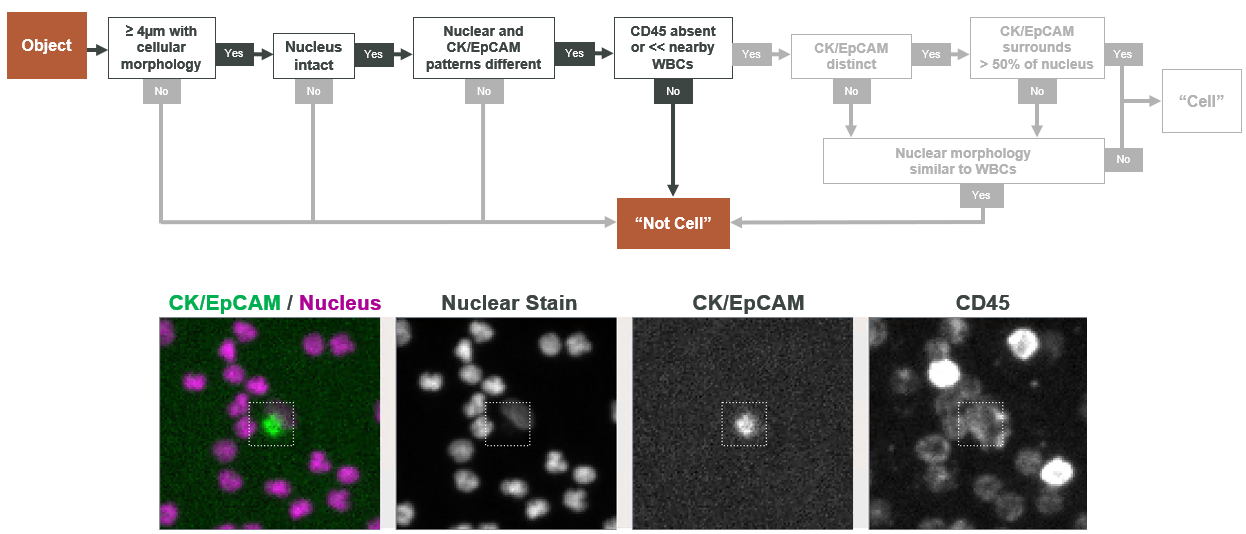 Object
≥ 4µm with
cellular
morphology
Yes
Nucleus
intact
Yes
Nuclear and
CK/EpCAM
patterns different
Yes
CD45 absent
or << nearby
WBCs
Yes
CK/EpCAM
distinct
Yes
CK/EpCAM
surrounds
> 50% of nucleus
Yes
No
No
No
No
No
No
“Cell”
Nuclear morphology
similar to WBCs
No
Yes
“Not Cell”
CK/EpCAM / Nucleus
Nuclear Stain
CK/EpCAM
CD45